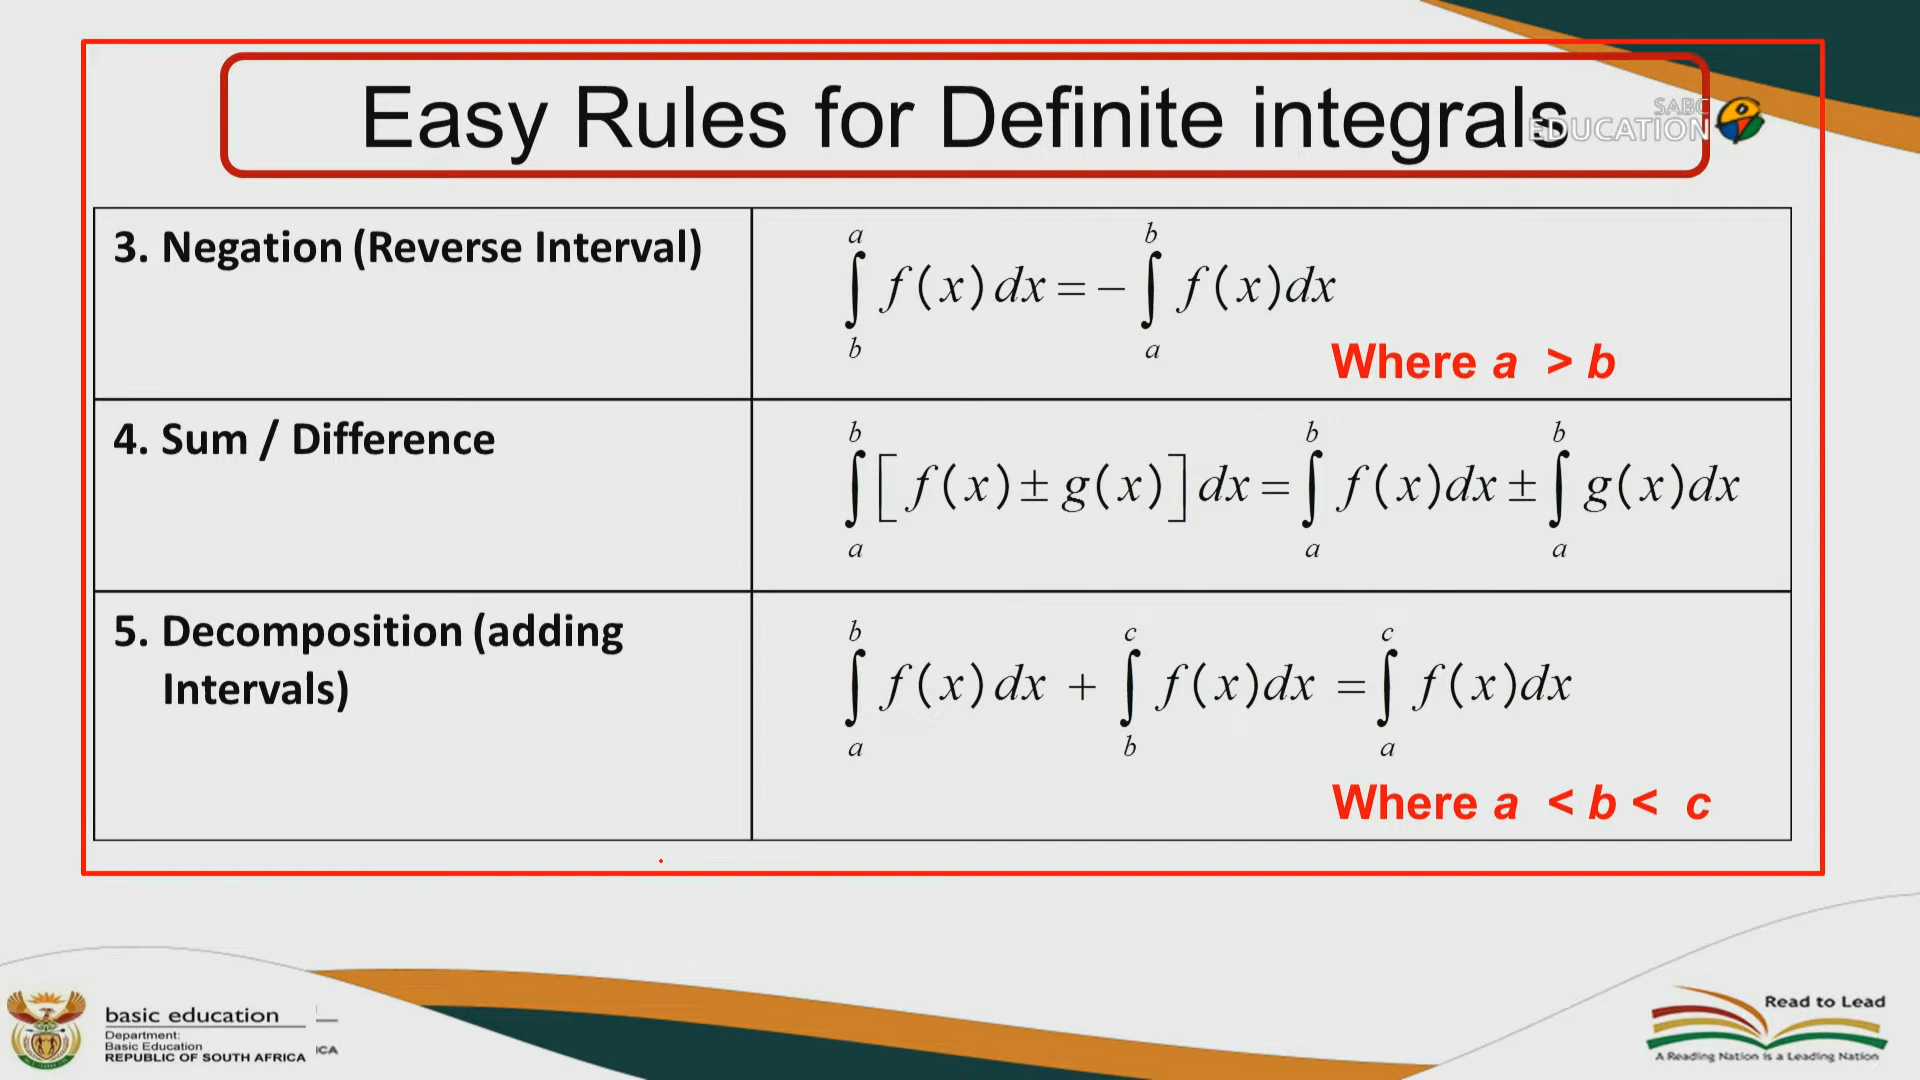 Easy Rules for Definite integrals
SABC
EDUCATION
3. Negation (Reverse Interval)
∫_b^a f(x) dx = − ∫_a^b f(x)dx
Where a > b
4. Sum / Difference
∫_a^b [f(x) ± g(x)] dx = ∫_a^b f(x)dx ± ∫_a^b g(x)dx
5. Decomposition (adding
Intervals)
∫_a^b f(x) dx + ∫_b^c f(x)dx = ∫_a^c f(x)dx
Where a < b < c
basic education
Department:
Basic Education
REPUBLIC OF SOUTH AFRICA
ICA
Read to Lead
A Reading Nation is a Leading Nation